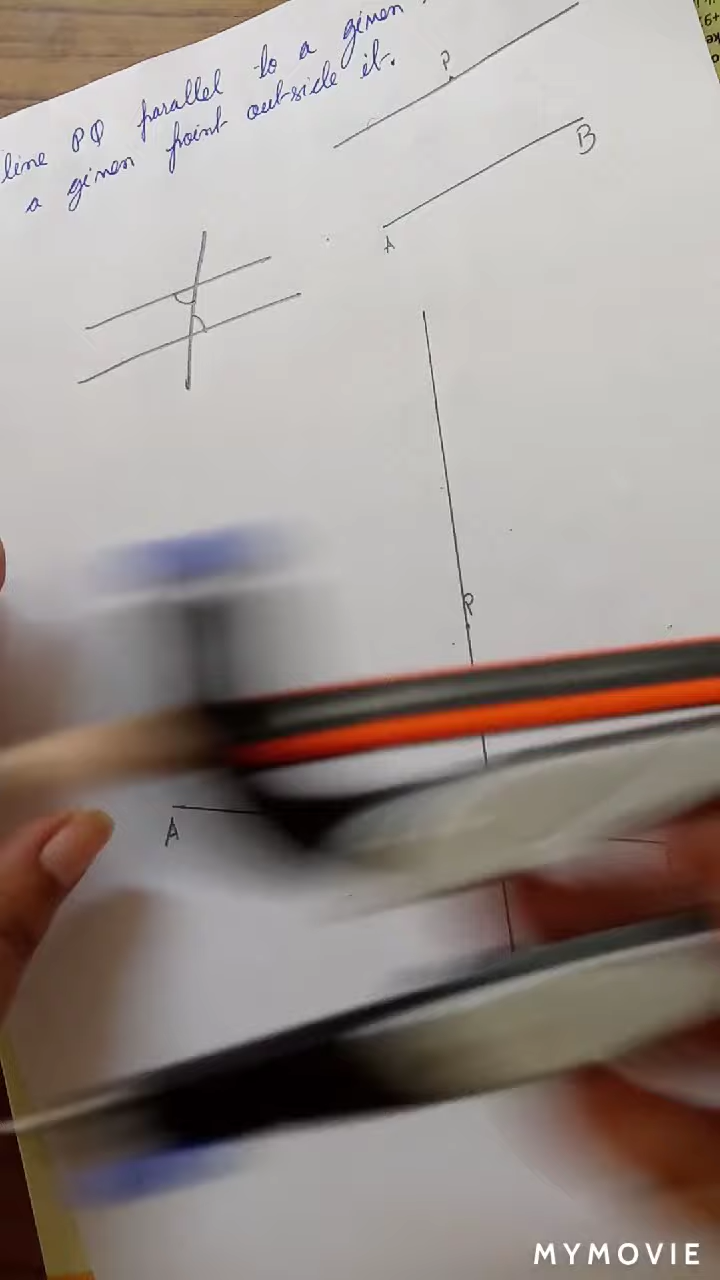 line PQ parallel to a given
a given point outside it.
P
B
A
P
A
MYMOVIE